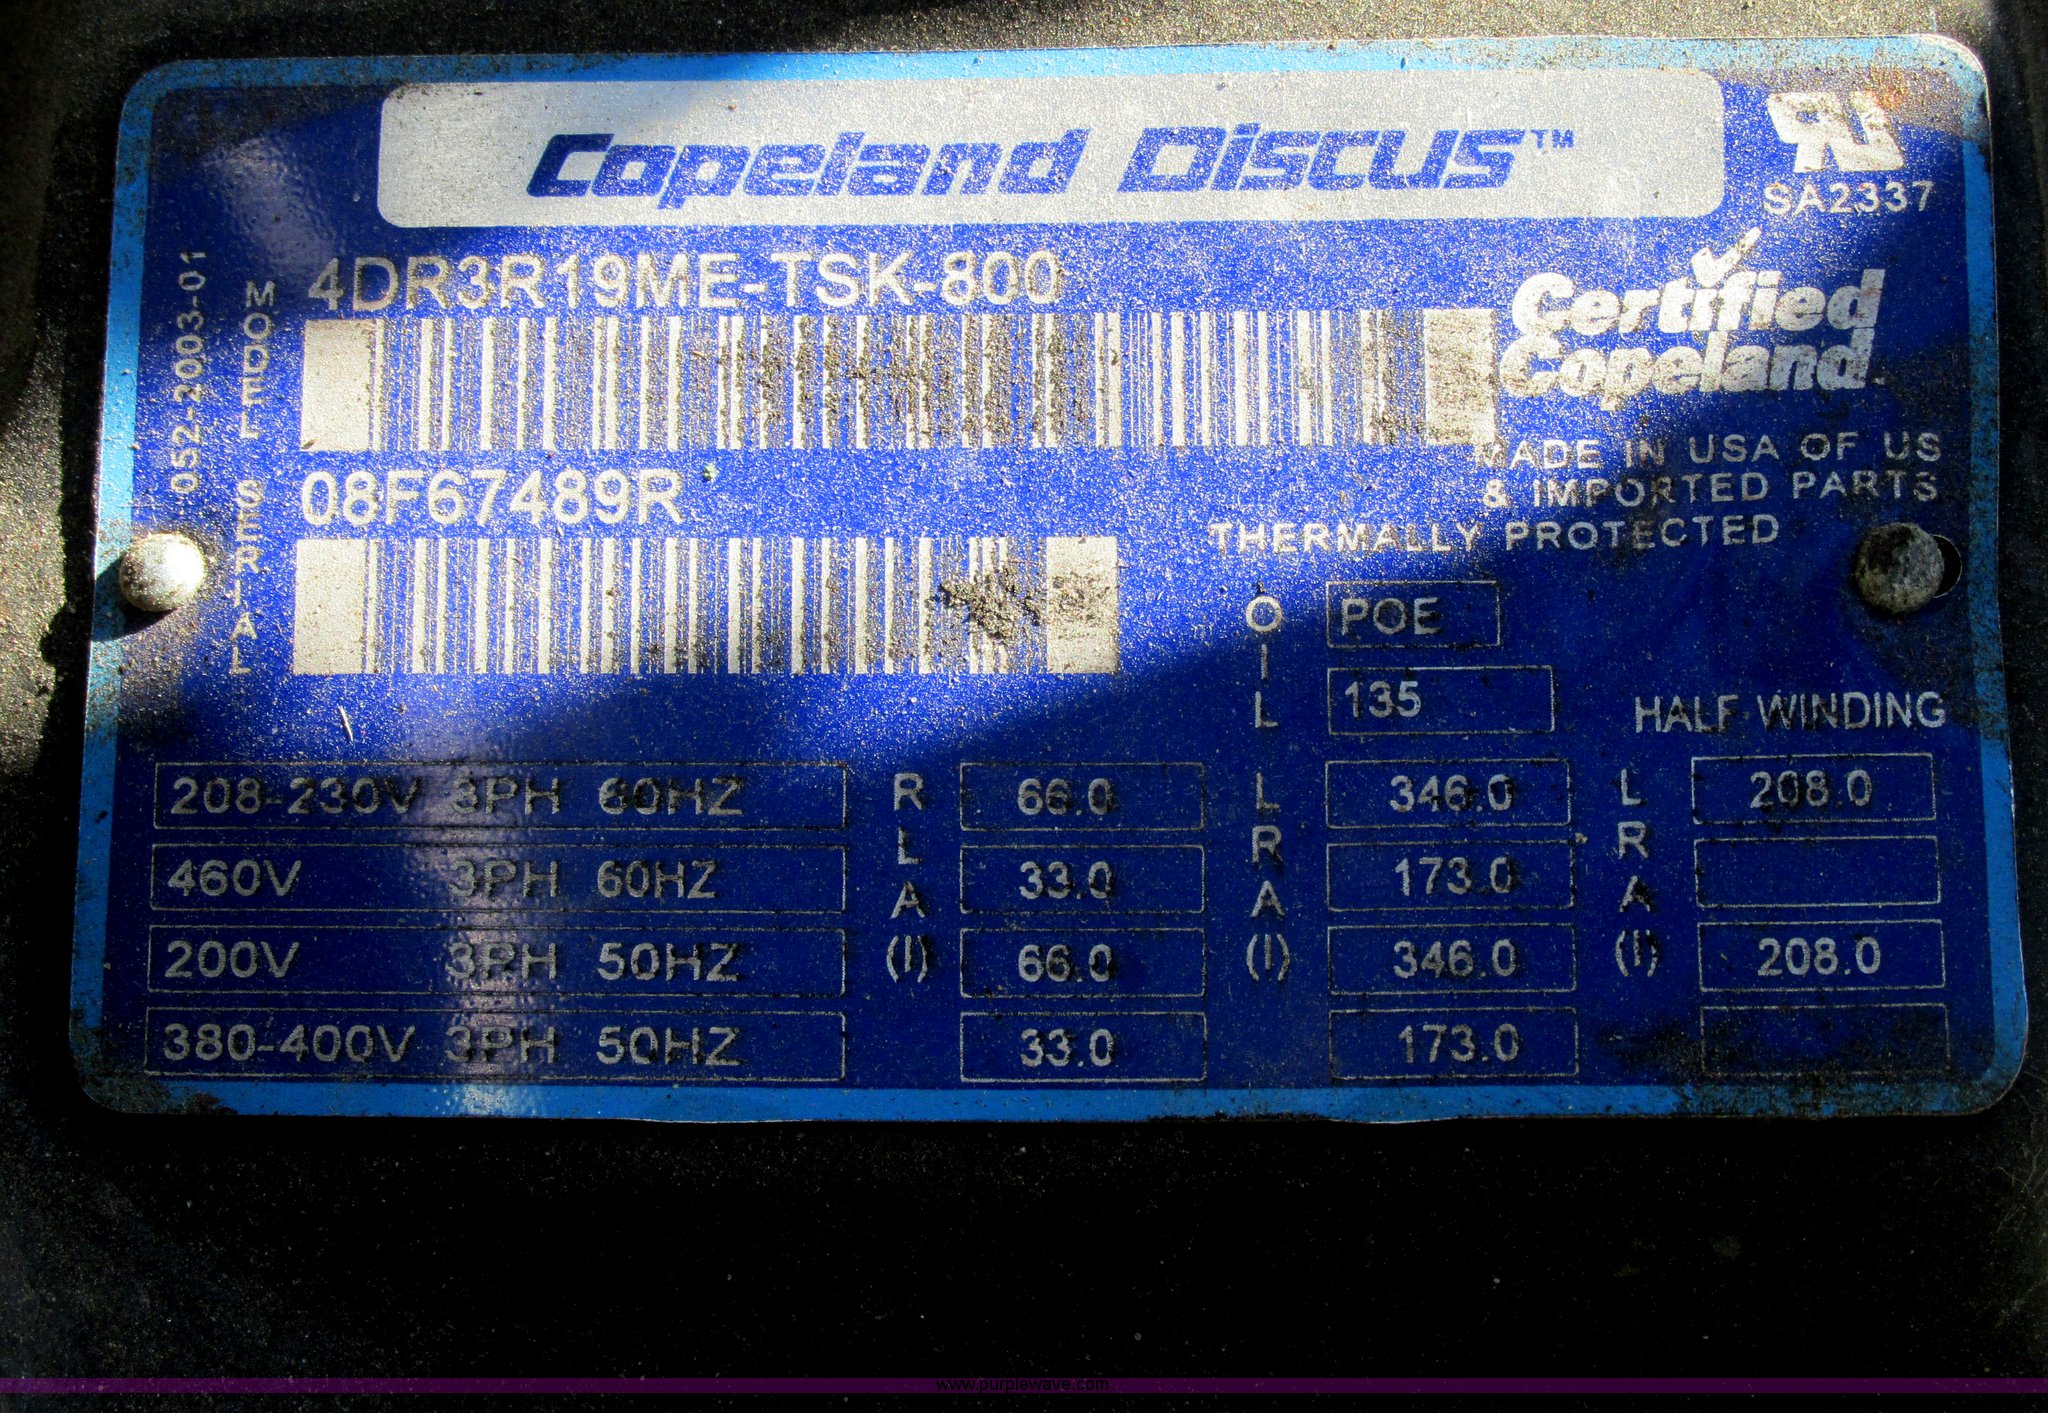 Copeland Discus™
SA2337
052-2003-01
MODEL 4DR3R19ME-TSK-800
Certified
Copeland
SERIAL 08F67489R
MADE IN USA OF US
& IMPORTED PARTS
THERMALLY PROTECTED
OIL POE
135
HALF WINDING
208-230V 3PH 60HZ RLA(I) 66.0 LRA(I) 346.0 LRA(I) 208.0
460V 3PH 60HZ 33.0 173.0
200V 3PH 50HZ 66.0 346.0 208.0
380-400V 3PH 50HZ 33.0 173.0
www.purplewave.com